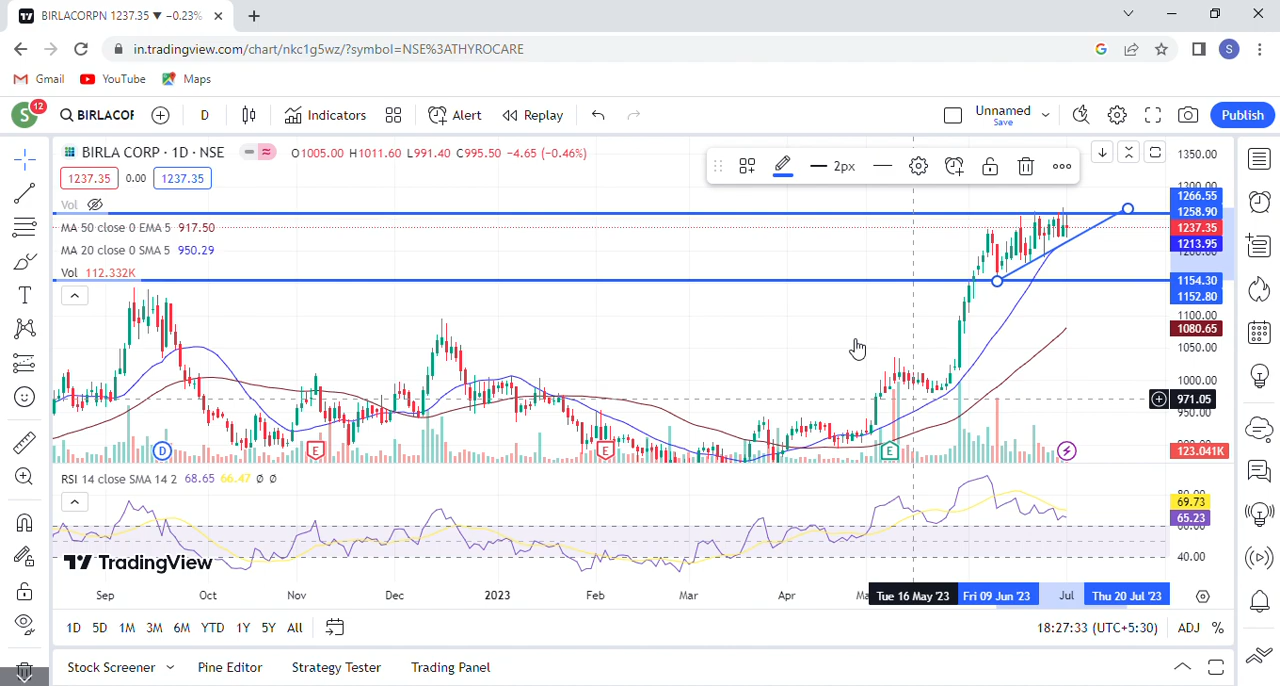 BIRLACORPN 1237.35 ▼ −0.23%
in.tradingview.com/chart/nkc1g5wz/?symbol=NSE%3ATHYROCARE
S
Gmail YouTube Maps
S 12 BIRLACOR D Indicators Alert Replay Unnamed Save Publish
BIRLA CORP · 1D · NSE O1005.00 H1011.60 L991.40 C995.50 −4.65 (−0.46%)
1237.35 0.00 1237.35
2px
Vol
MA 50 close 0 EMA 5 917.50
MA 20 close 0 SMA 5 950.29
Vol 112.332K
1350.00
1266.55
1258.90
1237.35
1213.95
1154.30
1152.80
1100.00
1080.65
1050.00
1000.00
971.05
950.00
123.041K
D E E E
RSI 14 close SMA 14 2 68.65 66.47 Ø Ø
69.73
65.23
40.00
TradingView
Sep Oct Nov Dec 2023 Feb Mar Apr Tue 16 May '23 Fri 09 Jun '23 Jul Thu 20 Jul '23
1D 5D 1M 3M 6M YTD 1Y 5Y All 18:27:33 (UTC+5:30) ADJ %
Stock Screener Pine Editor Strategy Tester Trading Panel